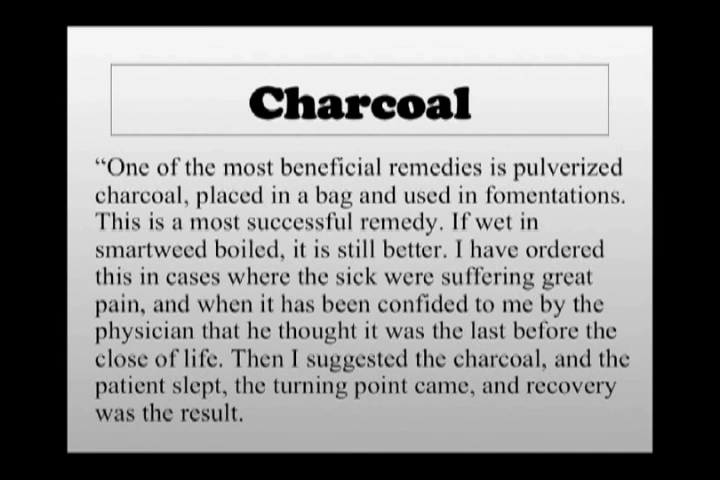 Charcoal
“One of the most beneficial remedies is pulverized
charcoal, placed in a bag and used in fomentations.
This is a most successful remedy. If wet in
smartweed boiled, it is still better. I have ordered
this in cases where the sick were suffering great
pain, and when it has been confided to me by the
physician that he thought it was the last before the
close of life. Then I suggested the charcoal, and the
patient slept, the turning point came, and recovery
was the result.